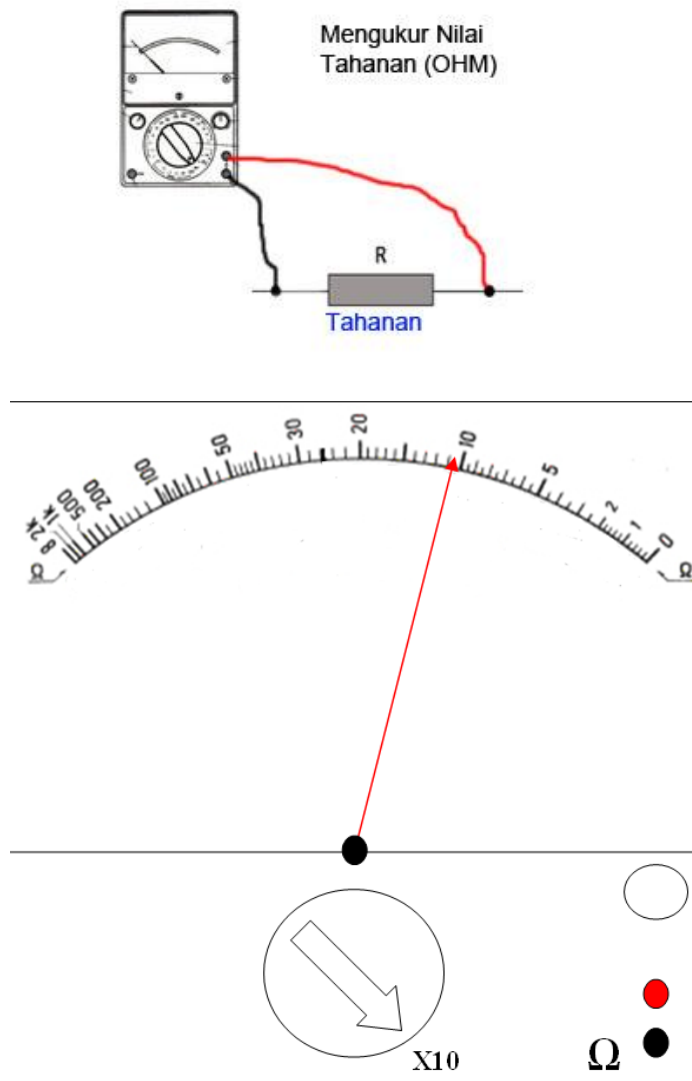 Mengukur Nilai
Tahanan (OHM)
R
Tahanan
Ω ∞ 2k 1k 500 200 100 50 30 20 10 5 2 1 0 Ω
X10
Ω